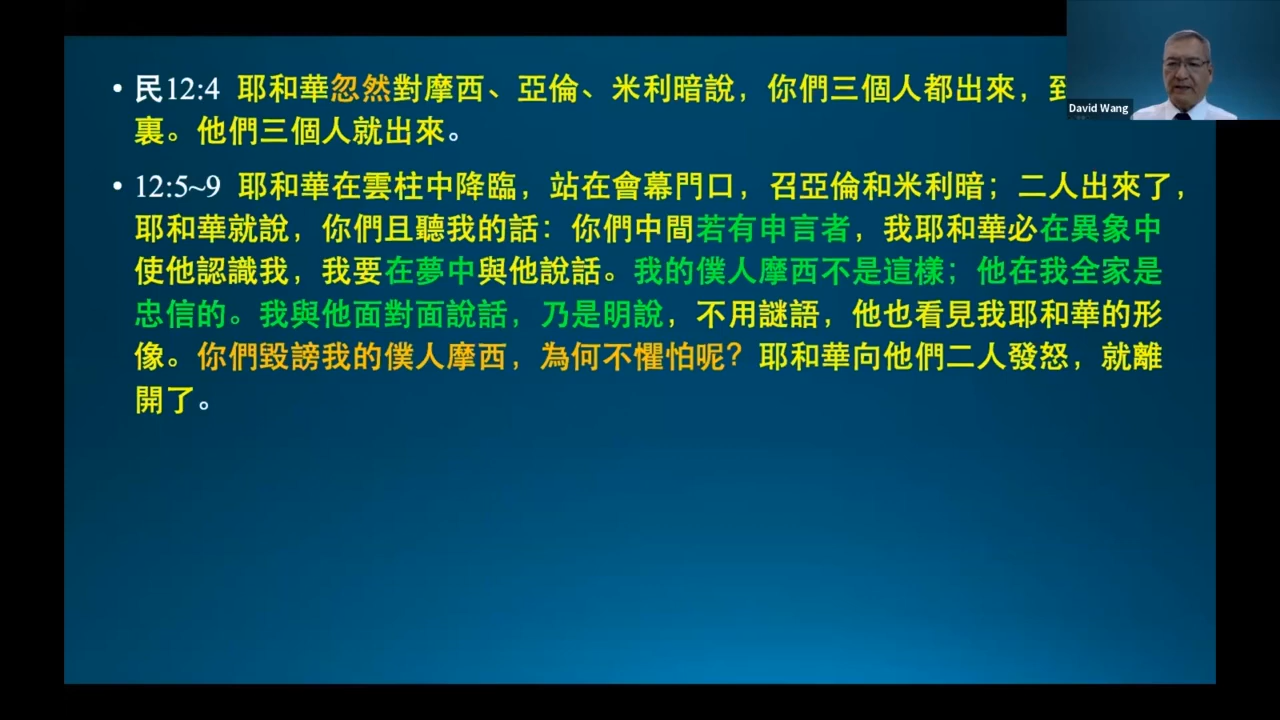 • 民12:4 耶和華忽然對摩西、亞倫、米利暗說，你們三個人都出來，到
裏。他們三個人就出來。
• 12:5~9 耶和華在雲柱中降臨，站在會幕門口，召亞倫和米利暗；二人出來了，
耶和華就說，你們且聽我的話：你們中間若有申言者，我耶和華必在異象中
使他認識我，我要在夢中與他說話。我的僕人摩西不是這樣；他在我全家是
忠信的。我與他面對面說話，乃是明說，不用謎語，他也看見我耶和華的形
像。你們毀謗我的僕人摩西，為何不懼怕呢？耶和華向他們二人發怒，就離
開了。
David Wang